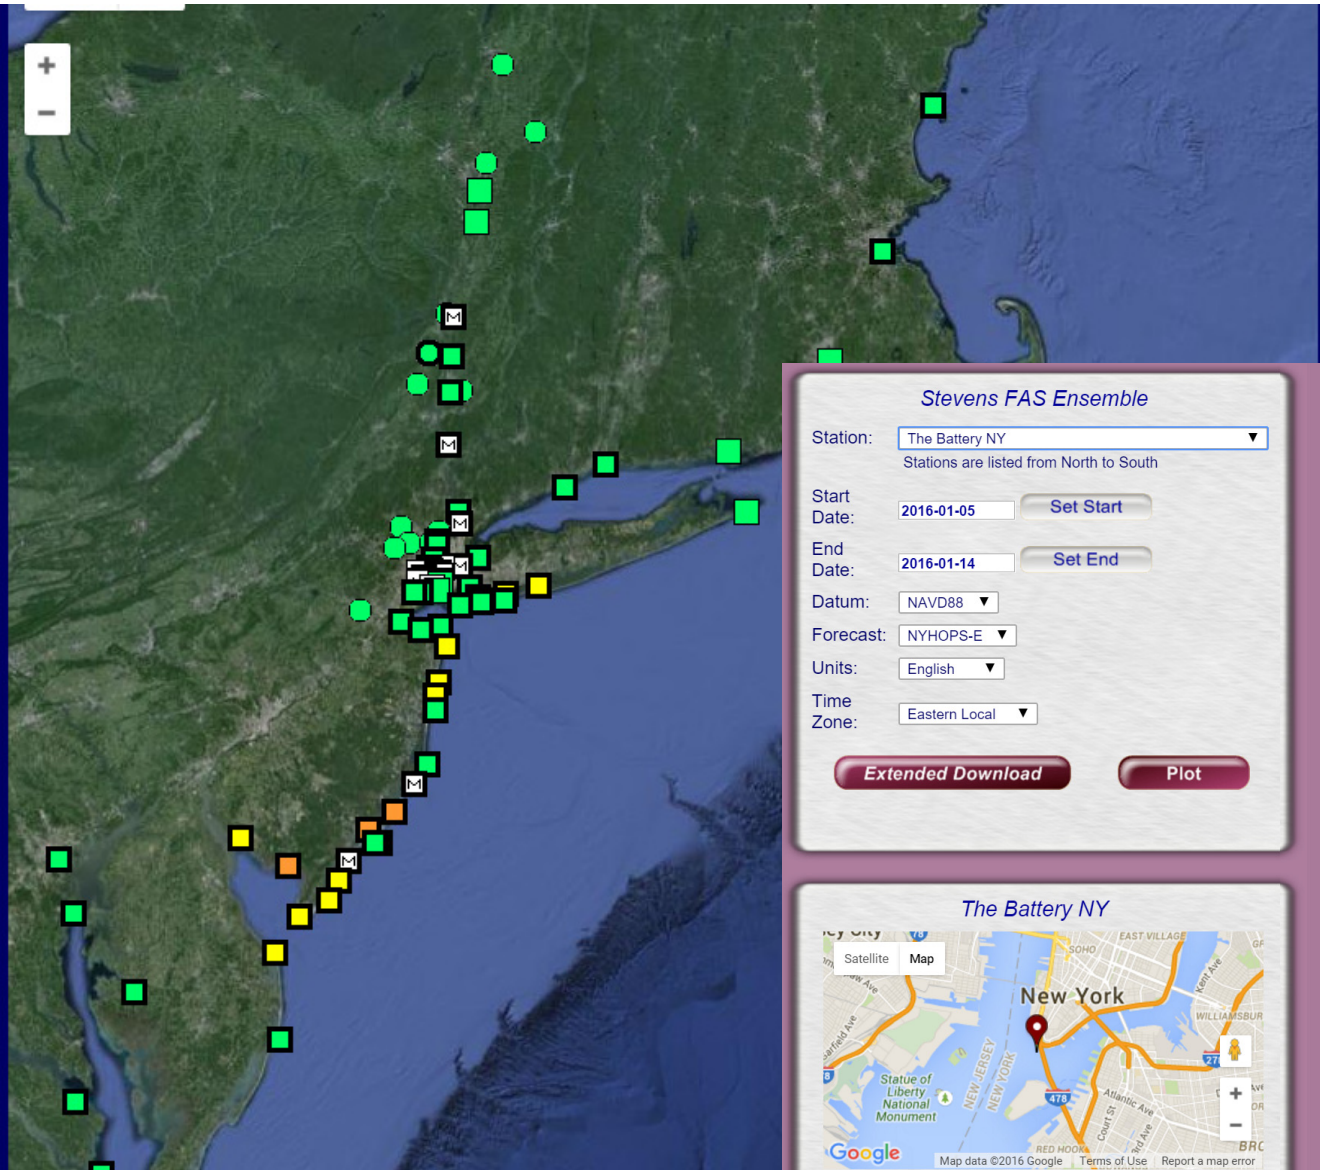 +
−
M
M
M
M
M
M
Stevens FAS Ensemble
Station: The Battery NY
Stations are listed from North to South
Start Date: 2016-01-05 Set Start
End Date: 2016-01-14 Set End
Datum: NAVD88
Forecast: NYHOPS-E
Units: English
Time Zone: Eastern Local
Extended Download Plot
The Battery NY
78
EAST VILLAGE
Satellite Map
SOHO
Kent Ave
New York
WILLIAMSBUR
NEW JERSEY
NEW YORK
Statue of
Liberty
National
Monument
478
Atlantic Ave
Court St
RED HOOK
+
−
Google
Map data ©2016 Google Terms of Use Report a map error